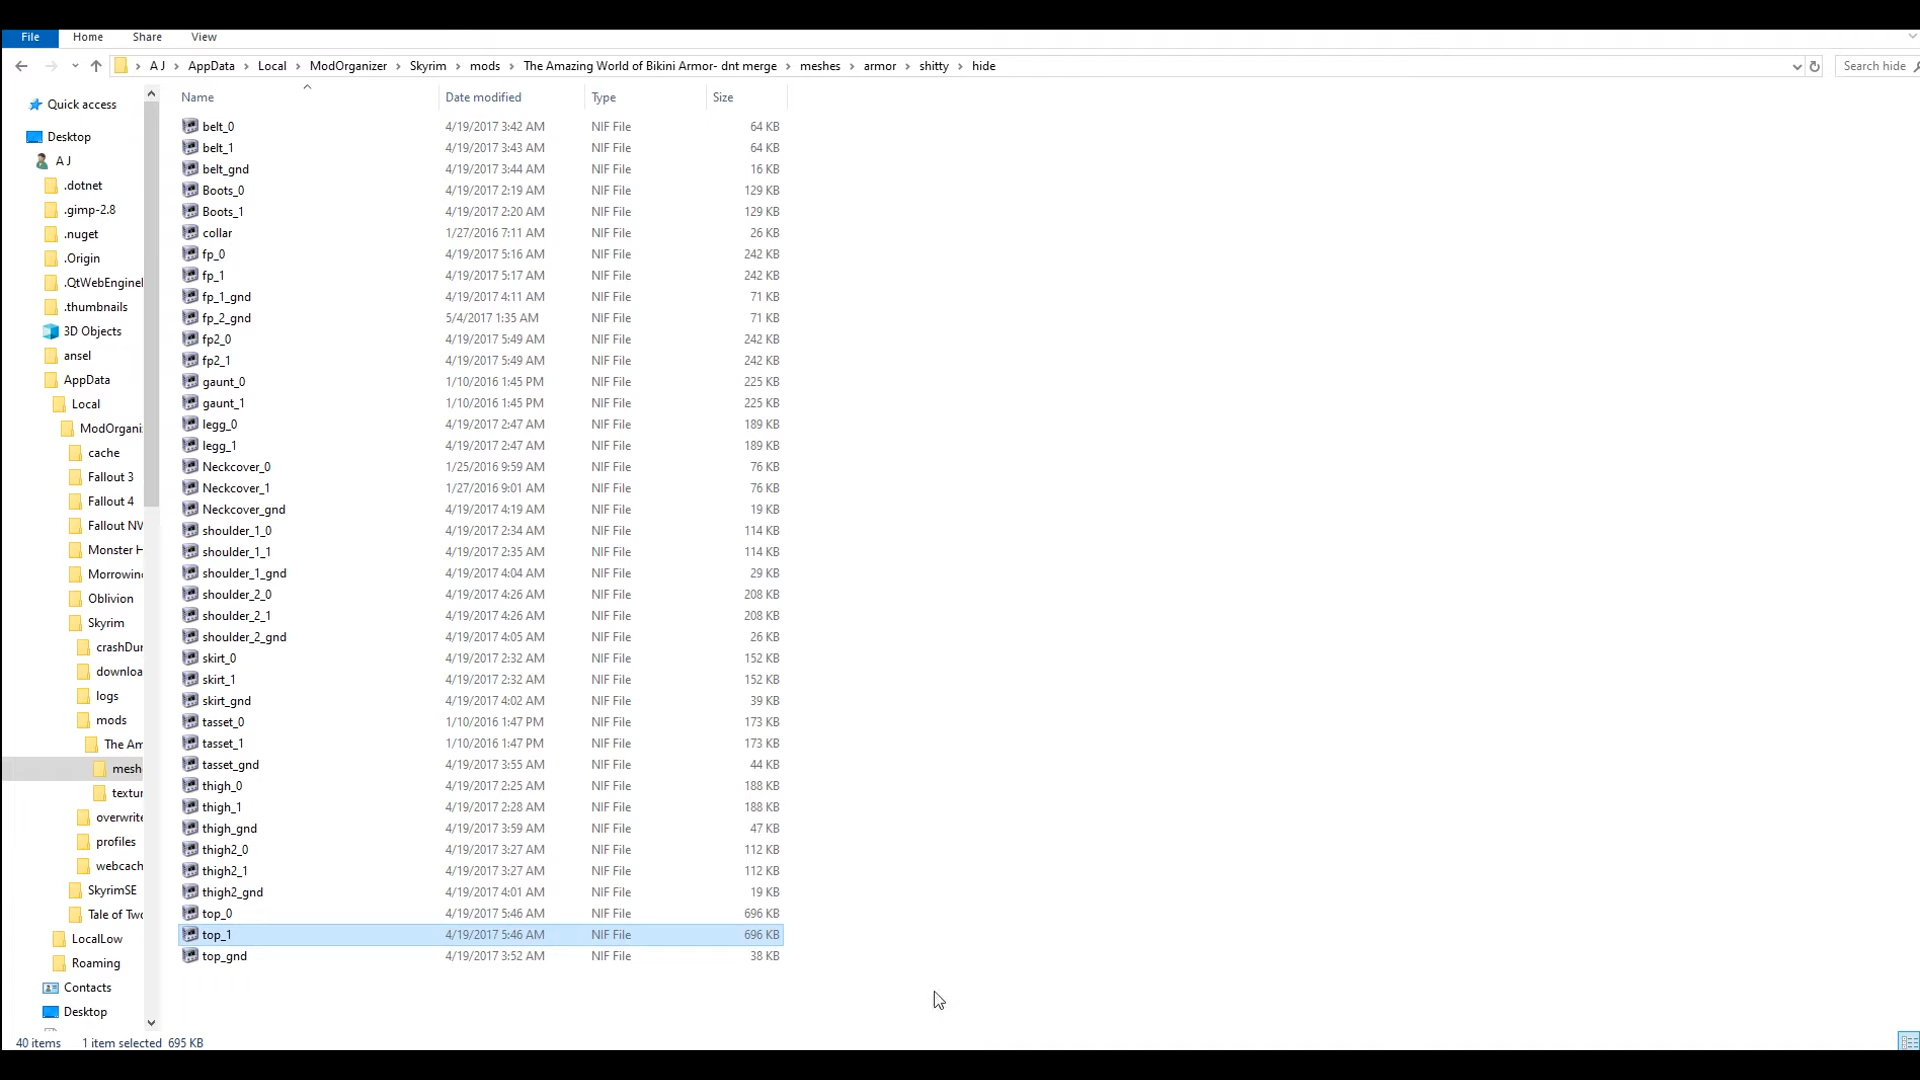 File Home Share View
A J AppData Local ModOrganizer Skyrim mods The Amazing World of Bikini Armor- dnt merge meshes armor shitty hide Search hide
Name Date modified Type Size
Quick access
Desktop
A J
.dotnet
.gimp-2.8
.nuget
.Origin
.QtWebEngineI
.thumbnails
3D Objects
ansel
AppData
Local
ModOrgani
cache
Fallout 3
Fallout 4
Fallout NV
Monster H
Morrowind
Oblivion
Skyrim
crashDur
downloa
logs
mods
The Am
mesh
textur
overwrite
profiles
webcach
SkyrimSE
Tale of Two
LocalLow
Roaming
Contacts
Desktop
belt_0 4/19/2017 3:42 AM NIF File 64 KB
belt_1 4/19/2017 3:43 AM NIF File 64 KB
belt_gnd 4/19/2017 3:44 AM NIF File 16 KB
Boots_0 4/19/2017 2:19 AM NIF File 129 KB
Boots_1 4/19/2017 2:20 AM NIF File 129 KB
collar 1/27/2016 7:11 AM NIF File 26 KB
fp_0 4/19/2017 5:16 AM NIF File 242 KB
fp_1 4/19/2017 5:17 AM NIF File 242 KB
fp_1_gnd 4/19/2017 4:11 AM NIF File 71 KB
fp_2_gnd 5/4/2017 1:35 AM NIF File 71 KB
fp2_0 4/19/2017 5:49 AM NIF File 242 KB
fp2_1 4/19/2017 5:49 AM NIF File 242 KB
gaunt_0 1/10/2016 1:45 PM NIF File 225 KB
gaunt_1 1/10/2016 1:45 PM NIF File 225 KB
legg_0 4/19/2017 2:47 AM NIF File 189 KB
legg_1 4/19/2017 2:47 AM NIF File 189 KB
Neckcover_0 1/25/2016 9:59 AM NIF File 76 KB
Neckcover_1 1/27/2016 9:01 AM NIF File 76 KB
Neckcover_gnd 4/19/2017 4:19 AM NIF File 19 KB
shoulder_1_0 4/19/2017 2:34 AM NIF File 114 KB
shoulder_1_1 4/19/2017 2:35 AM NIF File 114 KB
shoulder_1_gnd 4/19/2017 4:04 AM NIF File 29 KB
shoulder_2_0 4/19/2017 4:26 AM NIF File 208 KB
shoulder_2_1 4/19/2017 4:26 AM NIF File 208 KB
shoulder_2_gnd 4/19/2017 4:05 AM NIF File 26 KB
skirt_0 4/19/2017 2:32 AM NIF File 152 KB
skirt_1 4/19/2017 2:32 AM NIF File 152 KB
skirt_gnd 4/19/2017 4:02 AM NIF File 39 KB
tasset_0 1/10/2016 1:47 PM NIF File 173 KB
tasset_1 1/10/2016 1:47 PM NIF File 173 KB
tasset_gnd 4/19/2017 3:55 AM NIF File 44 KB
thigh_0 4/19/2017 2:25 AM NIF File 188 KB
thigh_1 4/19/2017 2:28 AM NIF File 188 KB
thigh_gnd 4/19/2017 3:59 AM NIF File 47 KB
thigh2_0 4/19/2017 3:27 AM NIF File 112 KB
thigh2_1 4/19/2017 3:27 AM NIF File 112 KB
thigh2_gnd 4/19/2017 4:01 AM NIF File 19 KB
top_0 4/19/2017 5:46 AM NIF File 696 KB
top_1 4/19/2017 5:46 AM NIF File 696 KB
top_gnd 4/19/2017 3:52 AM NIF File 38 KB
40 items 1 item selected 695 KB